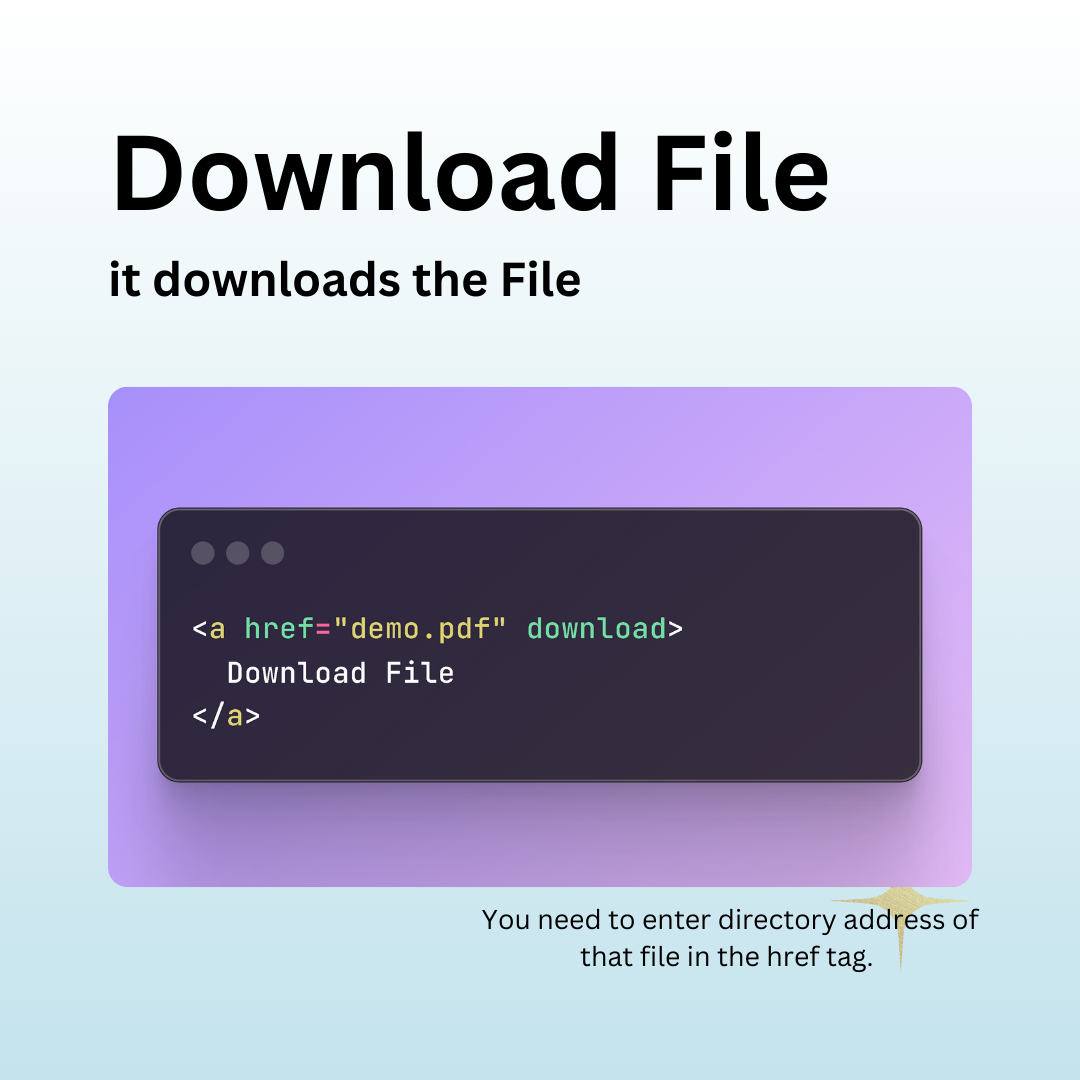 Download File
it downloads the File
<a href="demo.pdf" download>
  Download File
</a>
You need to enter directory address of
that file in the href tag.